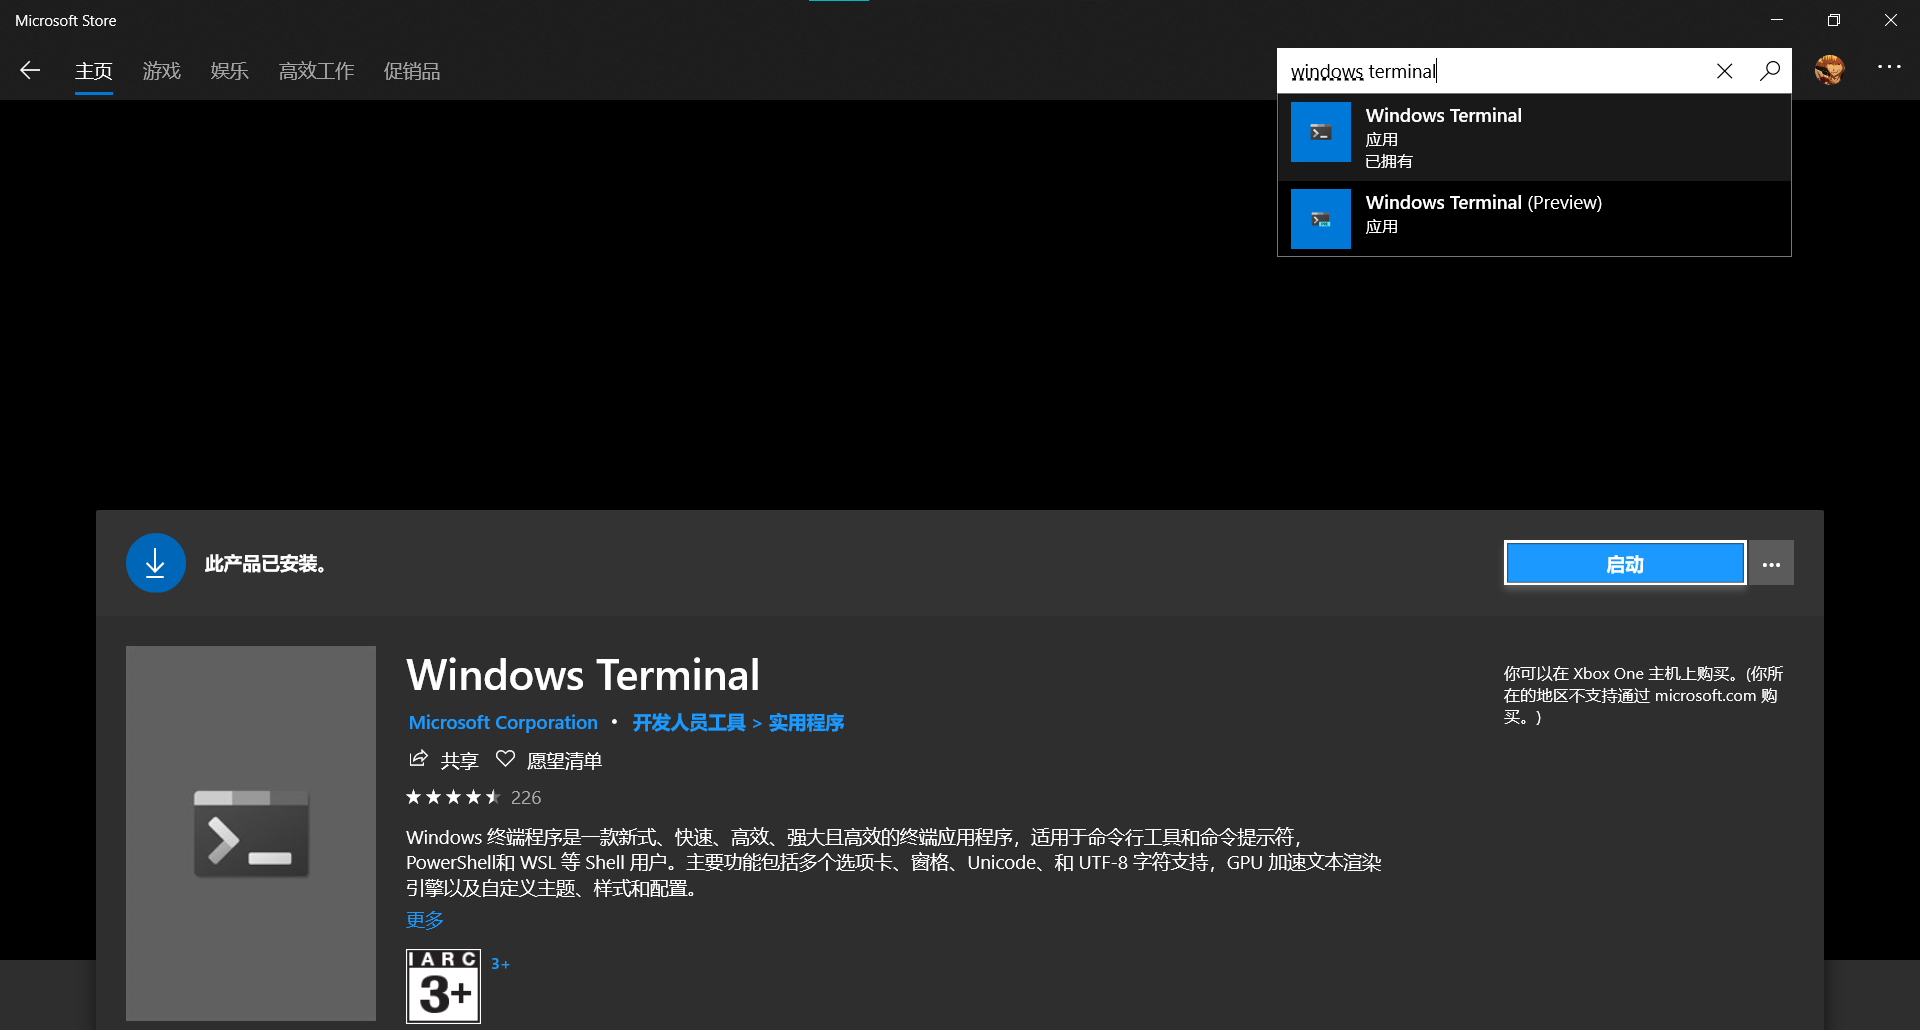 Microsoft Store
主页 游戏 娱乐 高效工作 促销品
windows terminal
Windows Terminal
应用
已拥有
Windows Terminal (Preview)
应用
此产品已安装。
启动
Windows Terminal
Microsoft Corporation • 开发人员工具 > 实用程序
共享 愿望清单
226
Windows 终端程序是一款新式、快速、高效、强大且高效的终端应用程序，适用于命令行工具和命令提示符，
PowerShell和 WSL 等 Shell 用户。主要功能包括多个选项卡、窗格、Unicode、和 UTF-8 字符支持，GPU 加速文本渲染
引擎以及自定义主题、样式和配置。
更多
IARC
3+
3+
你可以在 Xbox One 主机上购买。(你所
在的地区不支持通过 microsoft.com 购
买。)